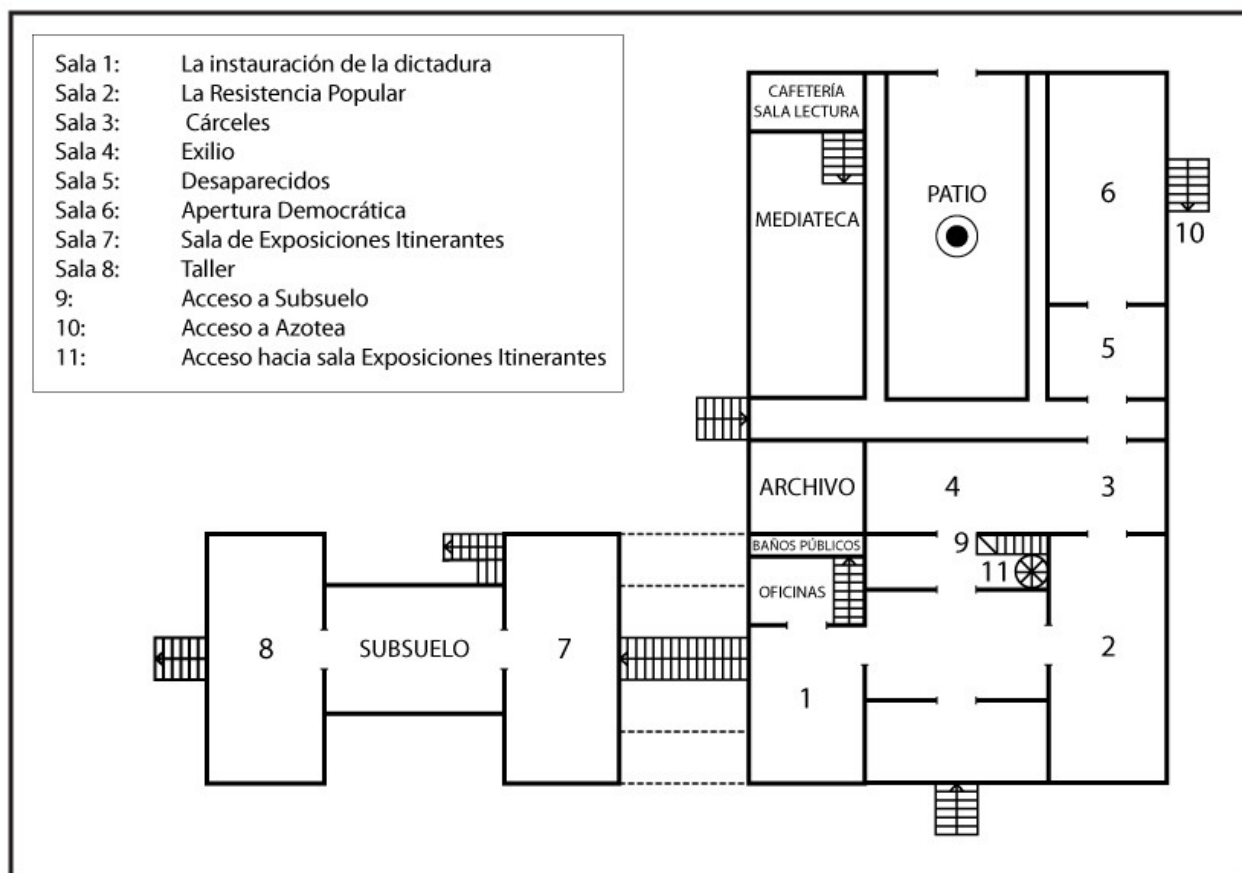 Sala 1: La instauración de la dictadura
Sala 2: La Resistencia Popular
Sala 3: Cárceles
Sala 4: Exilio
Sala 5: Desaparecidos
Sala 6: Apertura Democrática
Sala 7: Sala de Exposiciones Itinerantes
Sala 8: Taller
9: Acceso a Subsuelo
10: Acceso a Azotea
11: Acceso hacia sala Exposiciones Itinerantes
CAFETERÍA
SALA LECTURA
MEDIATECA
PATIO
6
10
5
ARCHIVO
4
3
BAÑOS PÚBLICOS
9
11
OFICINAS
8
SUBSUELO
7
1
2